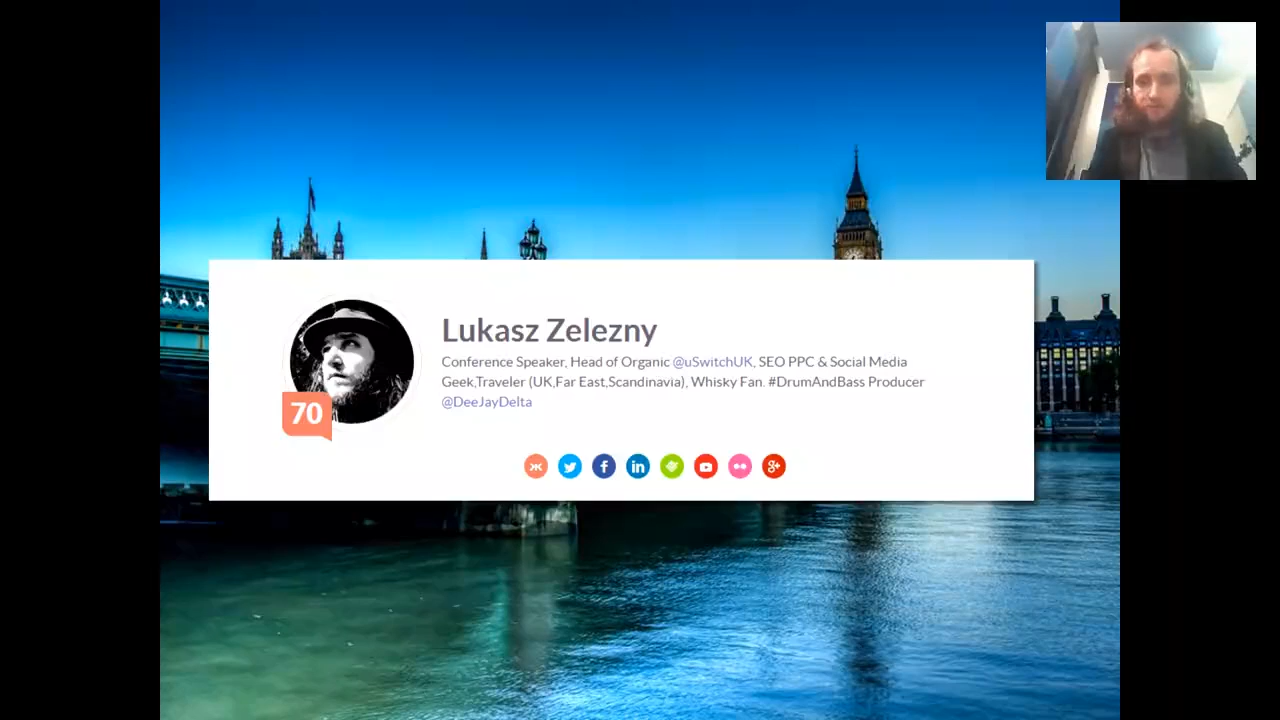 Lukasz Zelezny
Conference Speaker, Head of Organic @uSwitchUK, SEO PPC & Social Media
Geek,Traveler (UK,Far East,Scandinavia), Whisky Fan. #DrumAndBass Producer
@DeeJayDelta
70